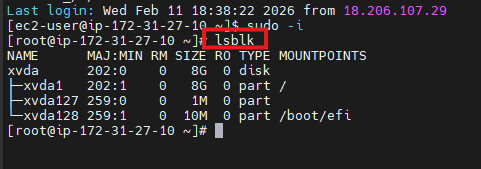 Last login: Wed Feb 11 18:38:22 2026 from 18.206.107.29
[ec2-user@ip-172-31-27-10 ~]$ sudo -i
[root@ip-172-31-27-10 ~]# lsblk
NAME MAJ:MIN RM SIZE RO TYPE MOUNTPOINTS
xvda 202:0 0 8G 0 disk
├─xvda1 202:1 0 8G 0 part /
├─xvda127 259:0 0 1M 0 part
└─xvda128 259:1 0 10M 0 part /boot/efi
[root@ip-172-31-27-10 ~]#